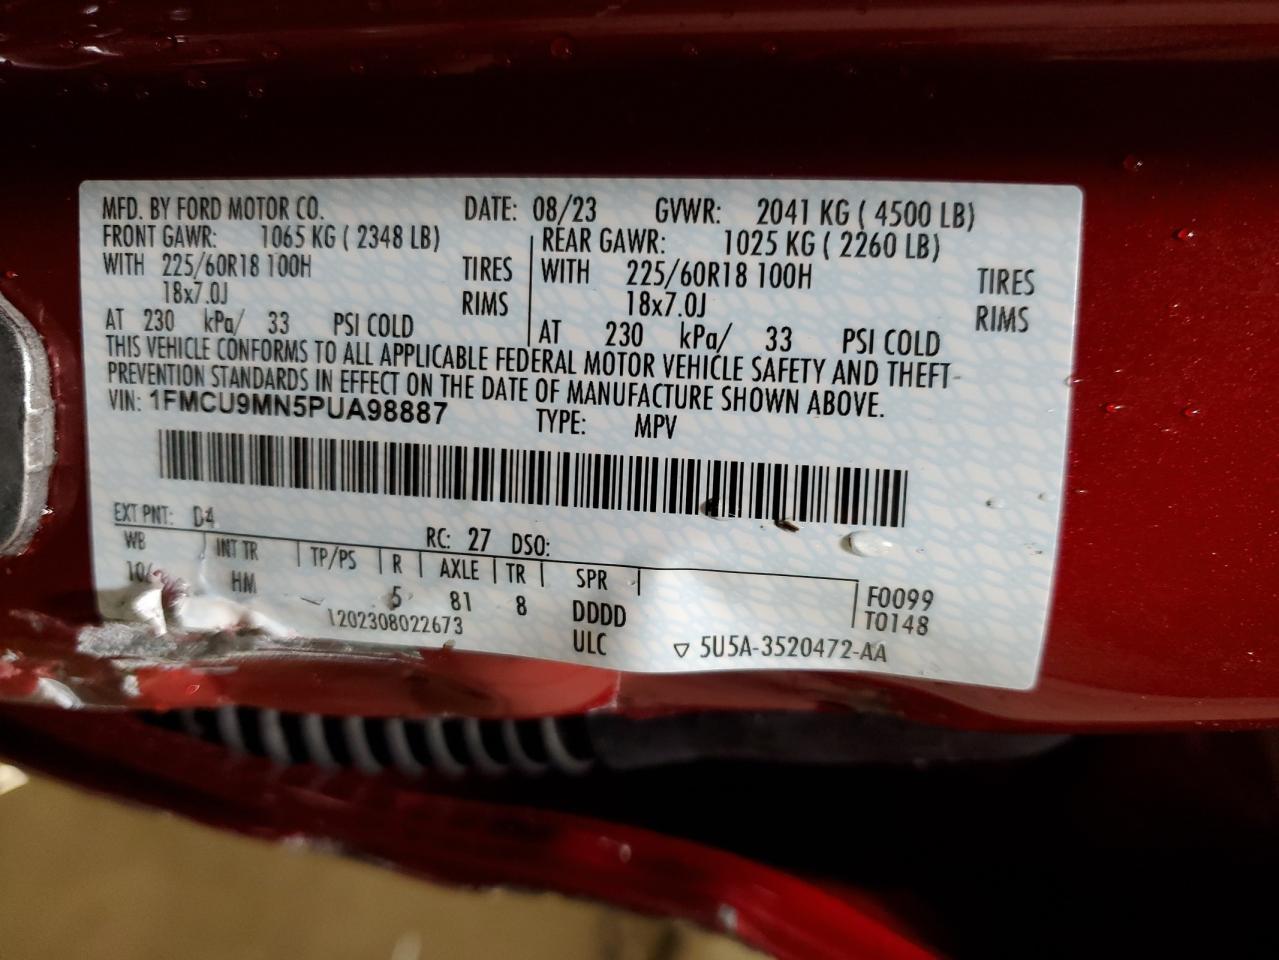 MFD. BY FORD MOTOR CO. DATE: 08/23 GVWR: 2041 KG ( 4500 LB)
FRONT GAWR: 1065 KG ( 2348 LB) REAR GAWR: 1025 KG ( 2260 LB)
WITH 225/60R18 100H TIRES WITH 225/60R18 100H TIRES
18x7.0J RIMS 18x7.0J RIMS
AT 230 kPa/ 33 PSI COLD AT 230 kPa/ 33 PSI COLD
THIS VEHICLE CONFORMS TO ALL APPLICABLE FEDERAL MOTOR VEHICLE SAFETY AND THEFT-
PREVENTION STANDARDS IN EFFECT ON THE DATE OF MANUFACTURE SHOWN ABOVE.
VIN: 1FMCU9MN5PUA98887 TYPE: MPV
EXT PNT: D4 RC: 27 DSO:
WB INT TR TP/PS R AXLE TR SPR F0099
HM 5 81 8 DDDD T0148
1202308022673 ULC 5U5A-3520472-AA